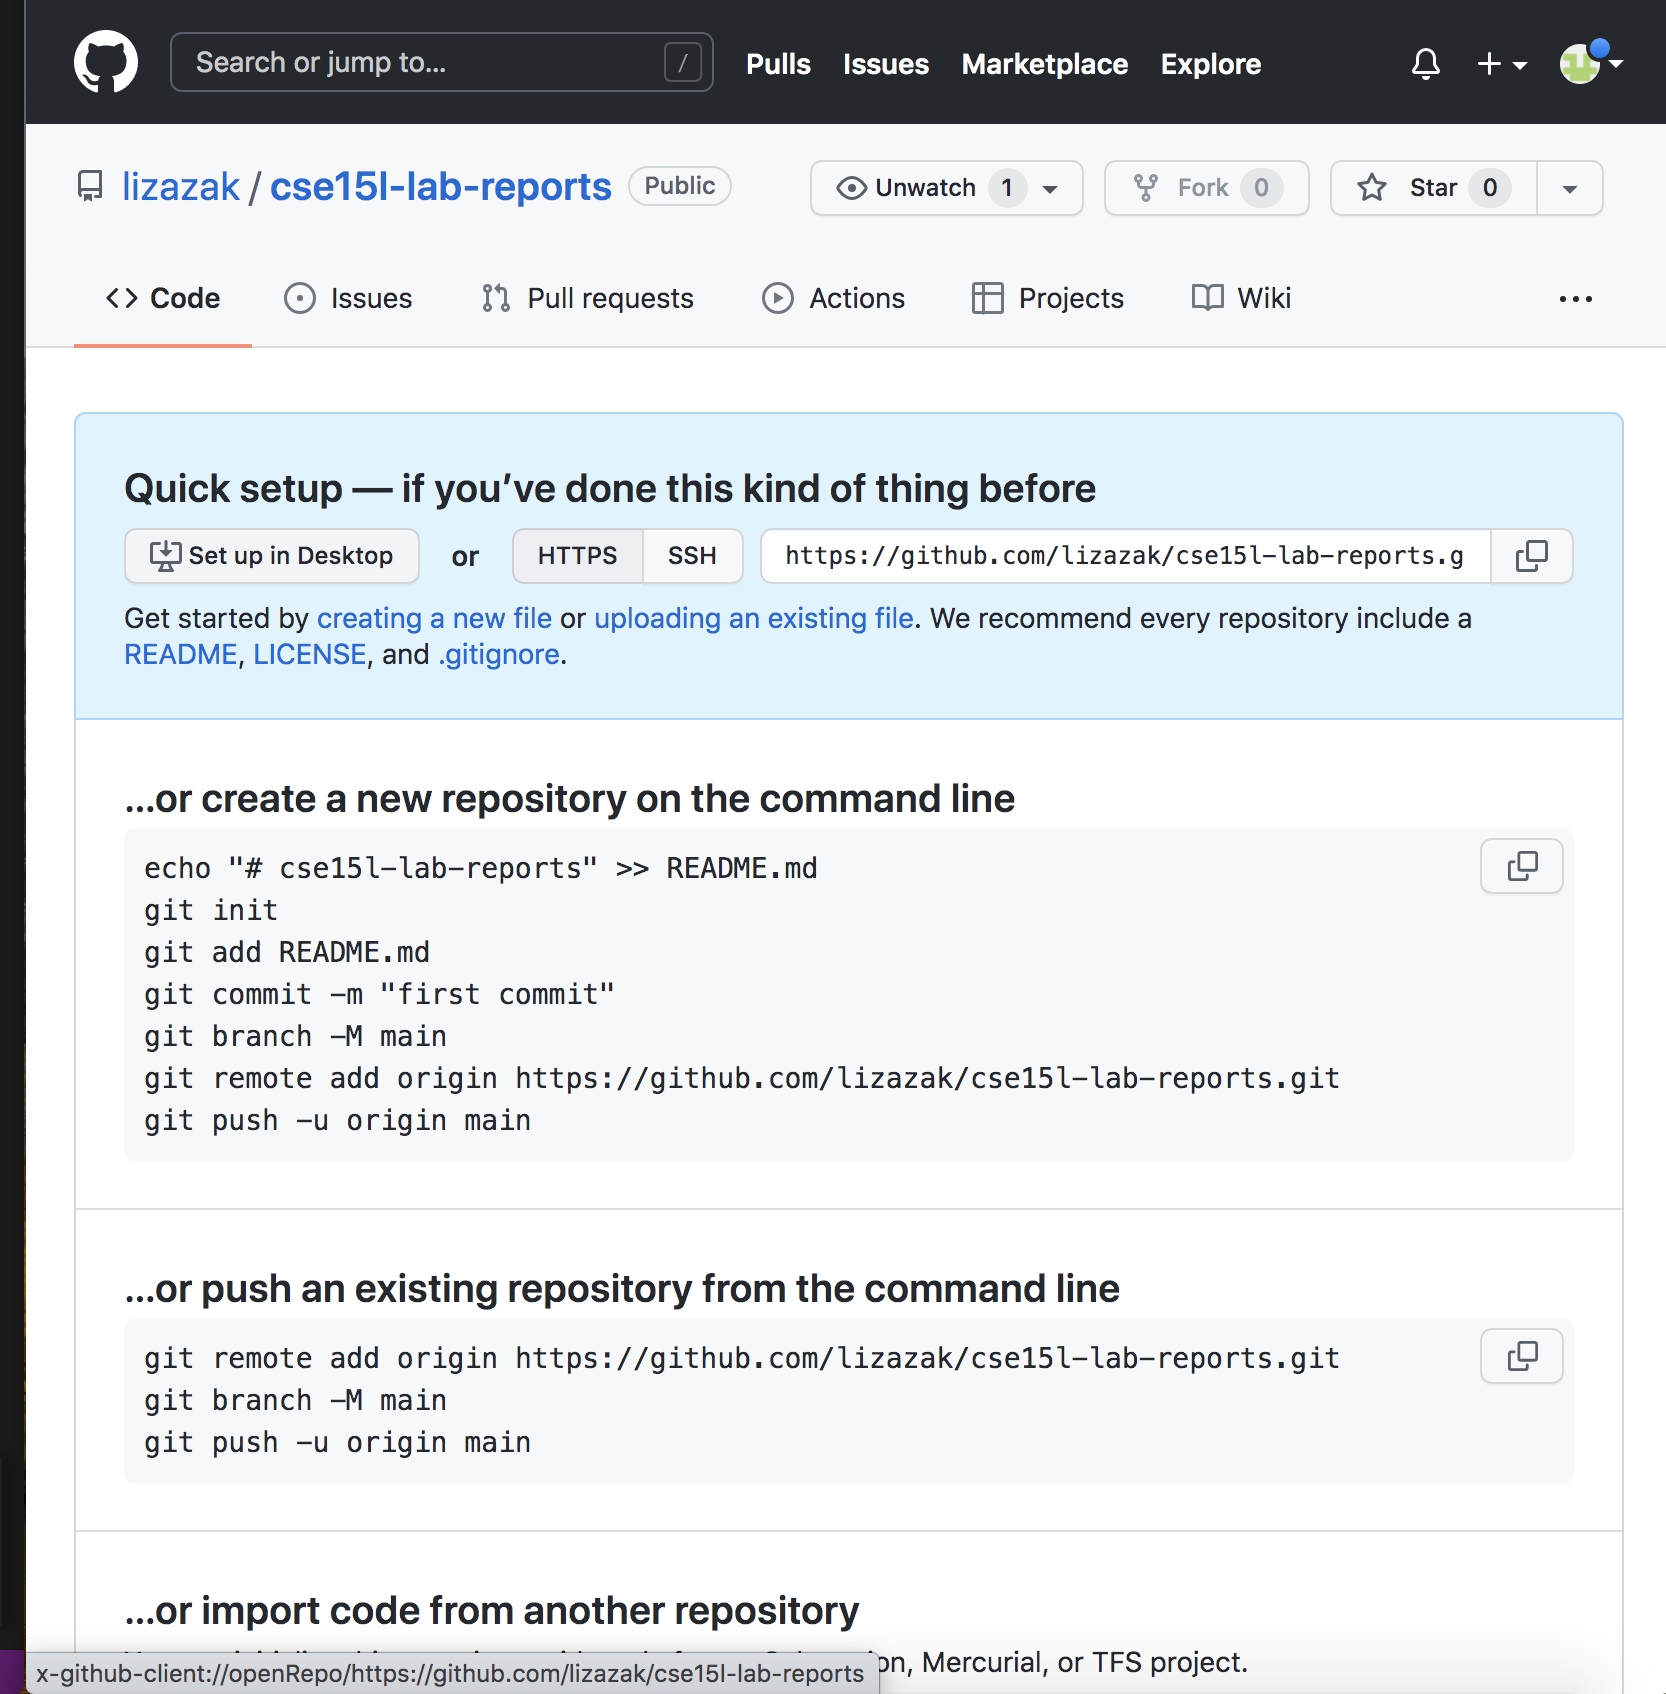 Search or jump to... /
Pulls Issues Marketplace Explore
lizazak / cse15l-lab-reports Public
Unwatch 1 Fork 0 Star 0
Code Issues Pull requests Actions Projects Wiki
Quick setup — if you’ve done this kind of thing before
Set up in Desktop or HTTPS SSH https://github.com/lizazak/cse15l-lab-reports.g
Get started by creating a new file or uploading an existing file. We recommend every repository include a
README, LICENSE, and .gitignore.
…or create a new repository on the command line
echo "# cse15l-lab-reports" >> README.md
git init
git add README.md
git commit -m "first commit"
git branch -M main
git remote add origin https://github.com/lizazak/cse15l-lab-reports.git
git push -u origin main
…or push an existing repository from the command line
git remote add origin https://github.com/lizazak/cse15l-lab-reports.git
git branch -M main
git push -u origin main
…or import code from another repository
Mercurial, or TFS project.
x-github-client://openRepo/https://github.com/lizazak/cse15l-lab-reports